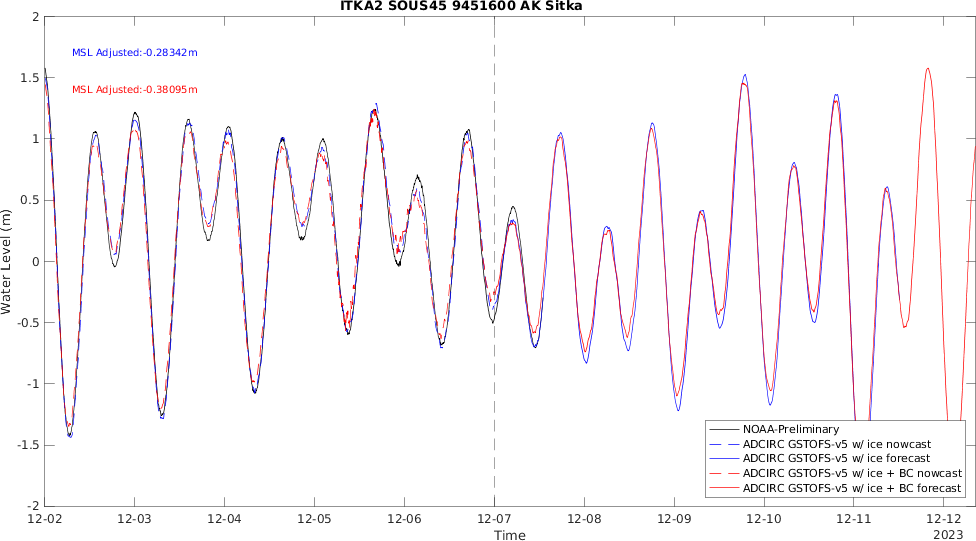 ITKA2 SOUS45 9451600 AK Sitka
MSL Adjusted:-0.28342m
MSL Adjusted:-0.38095m
Water Level (m)
2
1.5
1
0.5
0
-0.5
-1
-1.5
-2
NOAA-Preliminary
ADCIRC GSTOFS-v5 w/ ice nowcast
ADCIRC GSTOFS-v5 w/ ice forecast
ADCIRC GSTOFS-v5 w/ ice + BC nowcast
ADCIRC GSTOFS-v5 w/ ice + BC forecast
12-02 12-03 12-04 12-05 12-06 12-07 12-08 12-09 12-10 12-11 12-12
Time
2023